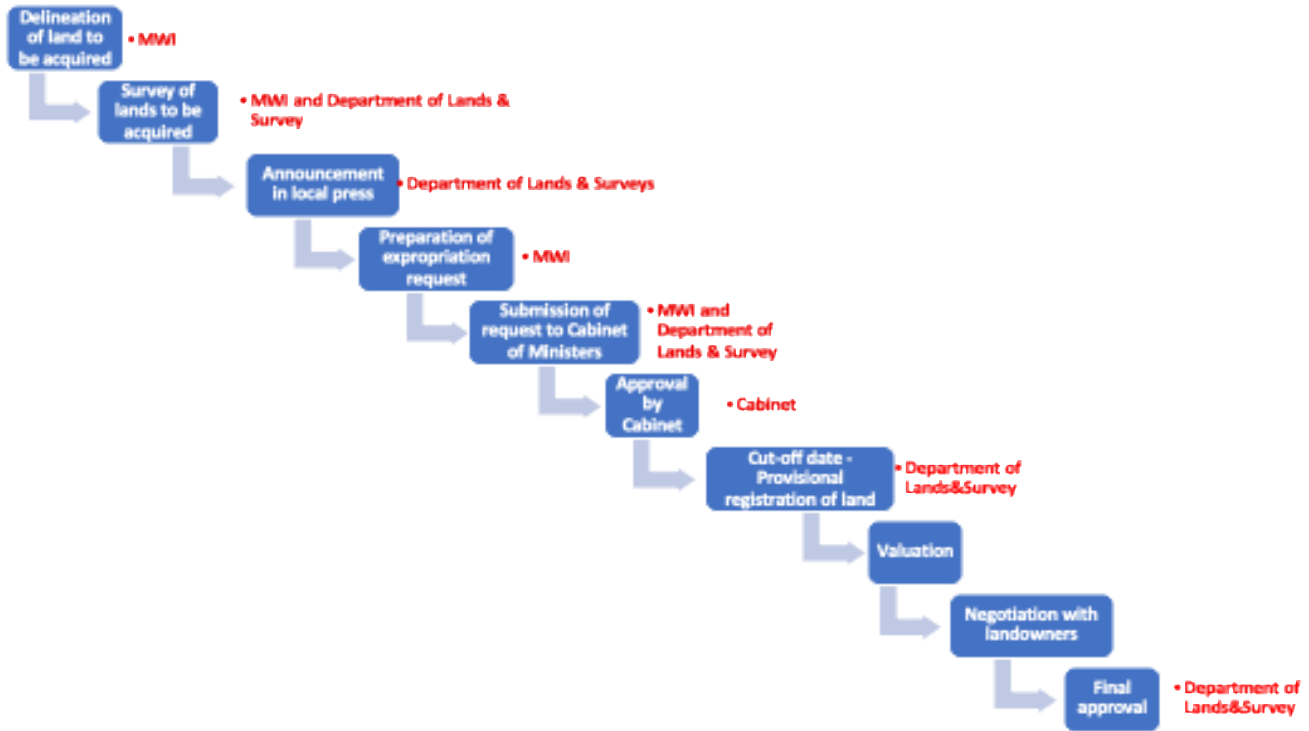 Delineation
of land to
be acquired
• MWI
Survey of
lands to be
acquired
• MWI and Department of Lands &
Survey
Announcement
in local press
• Department of Lands & Surveys
Preparation of
expropriation
request
• MWI
Submission of
request to Cabinet
of Ministers
• MWI and
Department of
Lands & Survey
Approval
by
Cabinet
• Cabinet
Cut-off date -
Provisional
registration of land
• Department of
Lands&Survey
Valuation
Negotiation with
landowners
Final
approval
• Department of
Lands&Survey